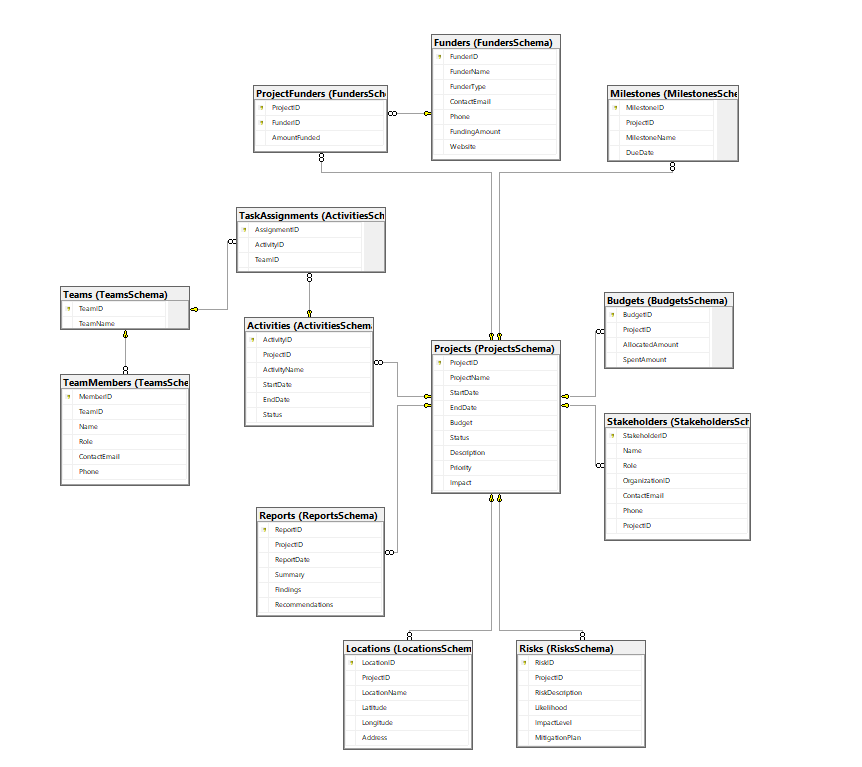 Funders (FundersSchema)
FunderID
FunderName
FunderType
ContactEmail
Phone
FundingAmount
Website
ProjectFunders (FundersSch
ProjectID
FunderID
AmountFunded
Milestones (MilestonesSche
MilestoneID
ProjectID
MilestoneName
DueDate
TaskAssignments (ActivitiesSch
AssignmentID
ActivityID
TeamID
Teams (TeamsSchema)
TeamID
TeamName
Activities (ActivitiesSchema
ActivityID
ProjectID
ActivityName
StartDate
EndDate
Status
Budgets (BudgetsSchema)
BudgetID
ProjectID
AllocatedAmount
SpentAmount
Projects (ProjectsSchema)
ProjectID
ProjectName
StartDate
EndDate
Budget
Status
Description
Priority
Impact
TeamMembers (TeamsSche
MemberID
TeamID
Name
Role
ContactEmail
Phone
Stakeholders (StakeholdersSch
StakeholderID
Name
Role
OrganizationID
ContactEmail
Phone
ProjectID
Reports (ReportsSchema)
ReportID
ProjectID
ReportDate
Summary
Findings
Recommendations
Locations (LocationsSchem
LocationID
ProjectID
LocationName
Latitude
Longitude
Address
Risks (RisksSchema)
RiskID
ProjectID
RiskDescription
Likelihood
ImpactLevel
MitigationPlan